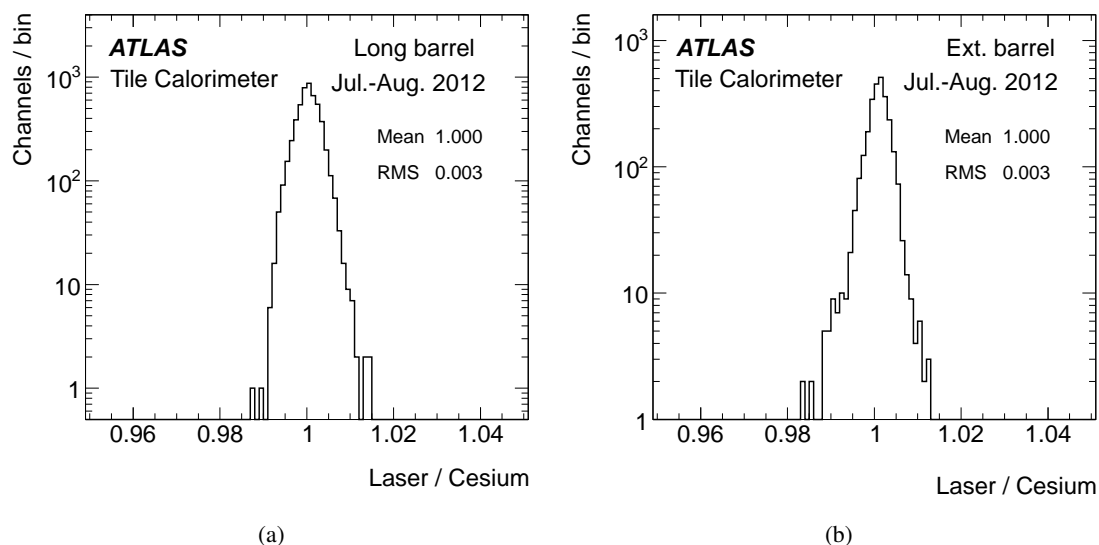 Channels / bin
ATLAS Long barrel
Tile Calorimeter Jul.-Aug. 2012
Mean 1.000
RMS 0.003
10³
10²
10
1
0.96 0.98 1 1.02 1.04
Laser / Cesium
(a)
Channels / bin
ATLAS Ext. barrel
Tile Calorimeter Jul.-Aug. 2012
Mean 1.000
RMS 0.003
10³
10²
10
1
0.96 0.98 1 1.02 1.04
Laser / Cesium
(b)